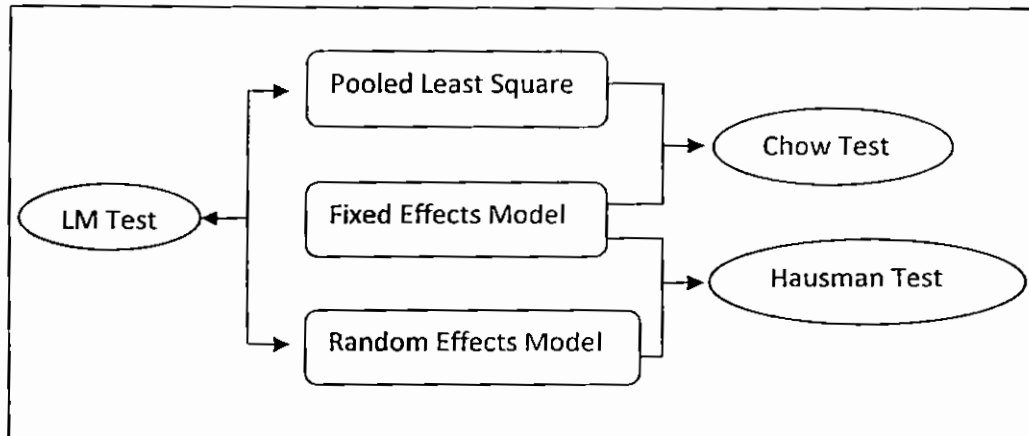 Pooled Least Square
Chow Test
LM Test
Fixed Effects Model
Hausman Test
Random Effects Model